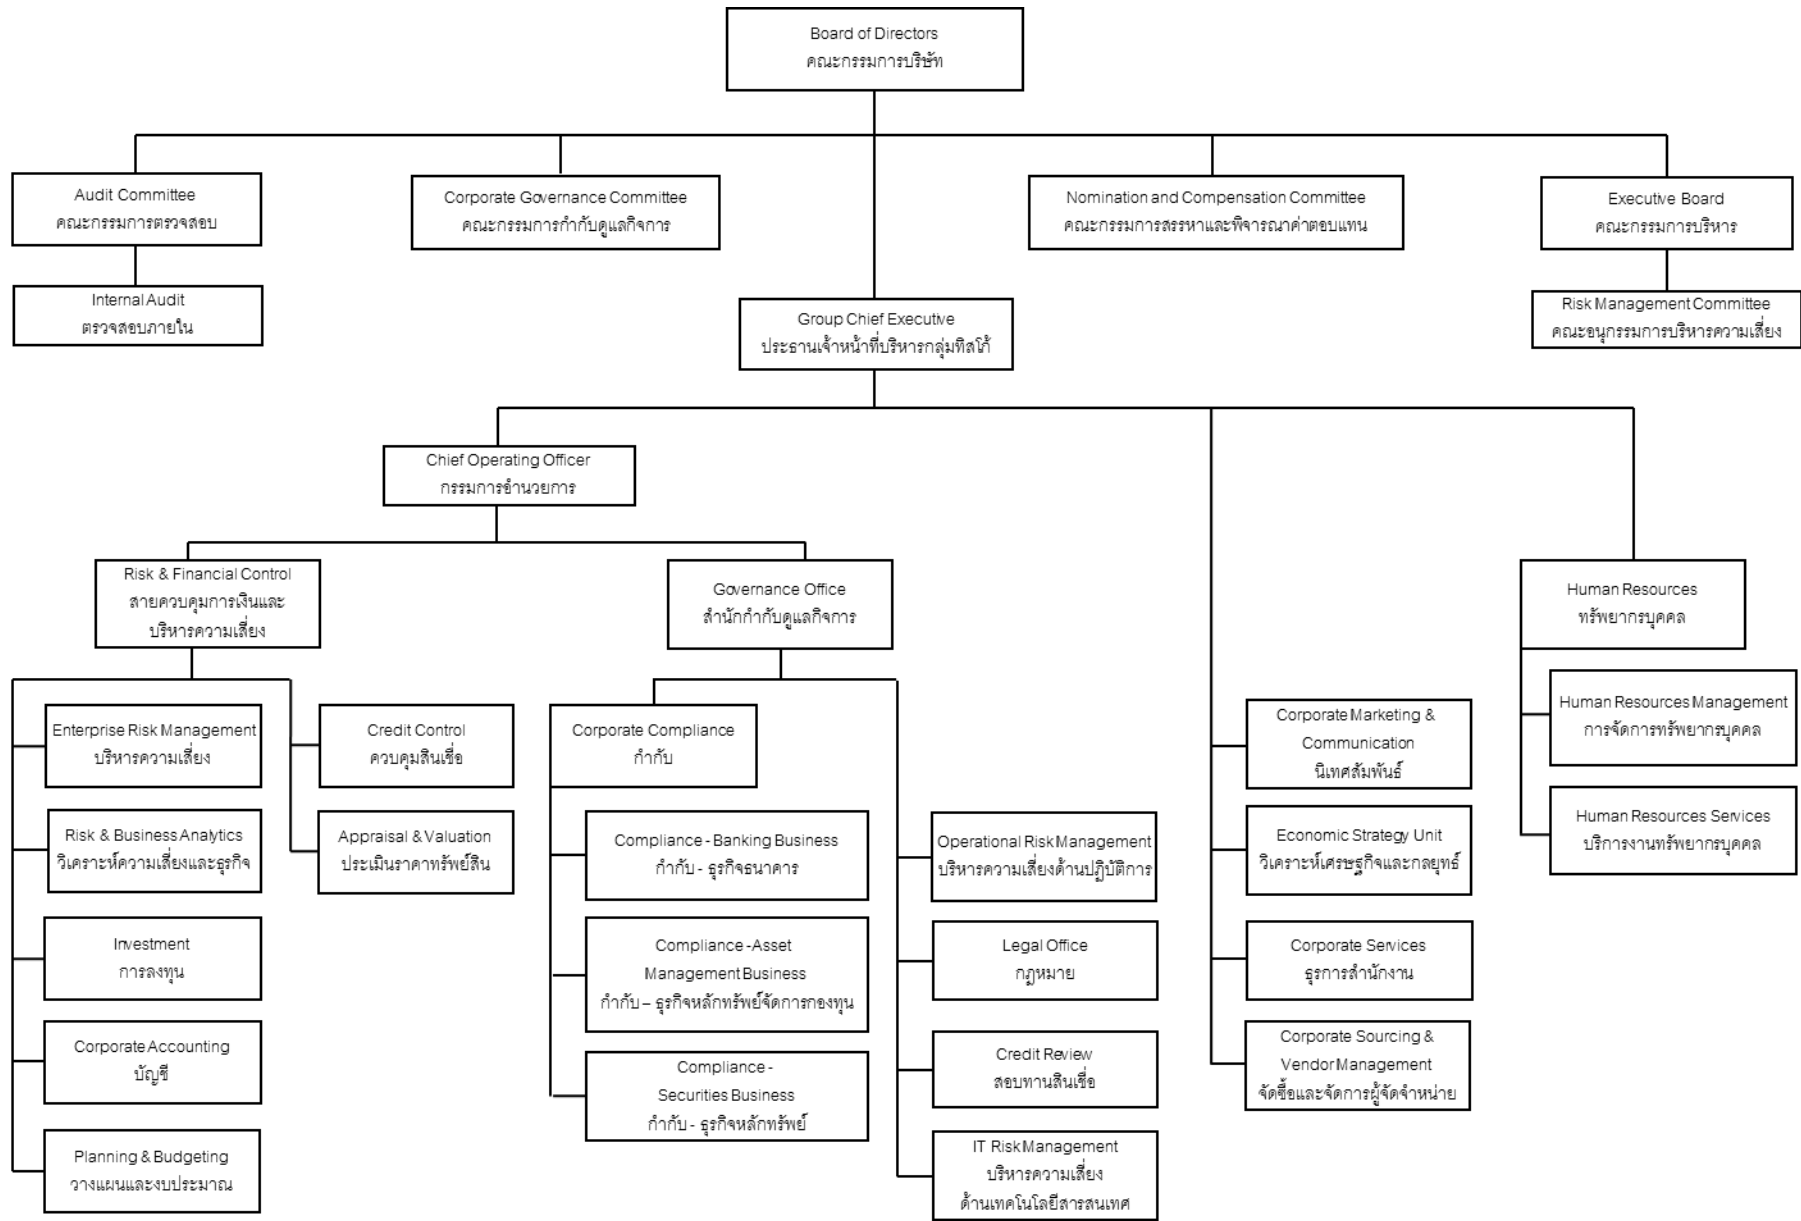 Board of Directors
คณะกรรมการบริษัท
Audit Committee
คณะกรรมการตรวจสอบ
Corporate Governance Committee
คณะกรรมการกำกับดูแลกิจการ
Nomination and Compensation Committee
คณะกรรมการสรรหาและพิจารณาค่าตอบแทน
Executive Board
คณะกรรมการบริหาร
Internal Audit
ตรวจสอบภายใน
Group Chief Executive
ประธานเจ้าหน้าที่บริหารกลุ่มทิสโก้
Risk Management Committee
คณะอนุกรรมการบริหารความเสี่ยง
Chief Operating Officer
กรรมการอำนวยการ
Risk & Financial Control
สายควบคุมการเงินและ
บริหารความเสี่ยง
Governance Office
สำนักกำกับดูแลกิจการ
Human Resources
ทรัพยากรบุคคล
Enterprise Risk Management
บริหารความเสี่ยง
Risk & Business Analytics
วิเคราะห์ความเสี่ยงและธุรกิจ
Investment
การลงทุน
Corporate Accounting
บัญชี
Planning & Budgeting
วางแผนและงบประมาณ
Credit Control
ควบคุมสินเชื่อ
Appraisal & Valuation
ประเมินราคาทรัพย์สิน
Corporate Compliance
กำกับ
Compliance - Banking Business
กำกับ - ธุรกิจธนาคาร
Compliance -Asset
Management Business
กำกับ – ธุรกิจหลักทรัพย์จัดการกองทุน
Compliance -
Securities Business
กำกับ - ธุรกิจหลักทรัพย์
Operational Risk Management
บริหารความเสี่ยงด้านปฏิบัติการ
Legal Office
กฎหมาย
Credit Review
สอบทานสินเชื่อ
IT Risk Management
บริหารความเสี่ยง
ด้านเทคโนโลยีสารสนเทศ
Corporate Marketing &
Communication
นิเทศสัมพันธ์
Economic Strategy Unit
วิเคราะห์เศรษฐกิจและกลยุทธ์
Corporate Services
ธุรการสำนักงาน
Corporate Sourcing &
Vendor Management
จัดซื้อและจัดการผู้จัดจำหน่าย
Human Resources Management
การจัดการทรัพยากรบุคคล
Human Resources Services
บริการงานทรัพยากรบุคคล